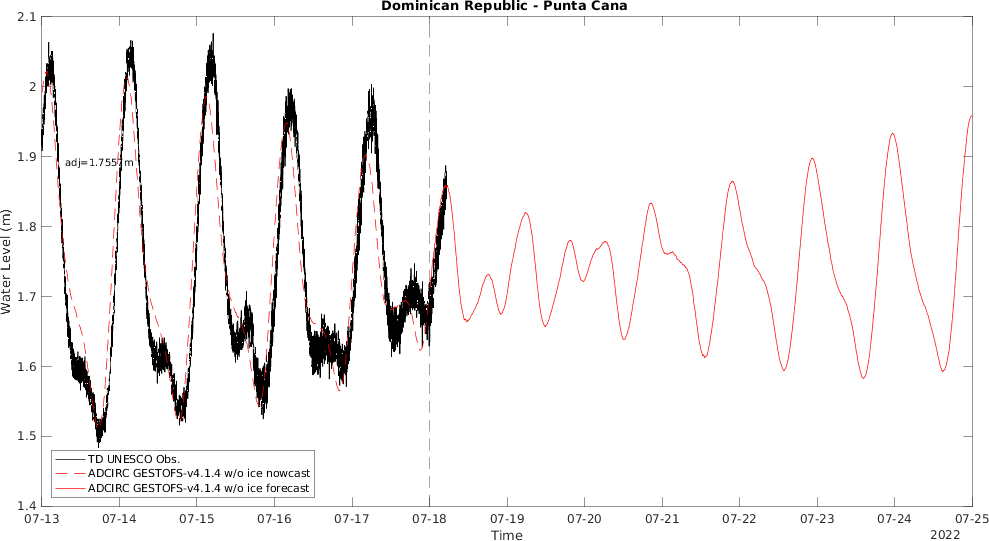 Dominican Republic - Punta Cana
2.1
2
1.9
1.8
1.7
1.6
1.5
1.4
Water Level (m)
adj=1.7557m
TD UNESCO Obs.
ADCIRC GESTOFS-v4.1.4 w/o ice nowcast
ADCIRC GESTOFS-v4.1.4 w/o ice forecast
07-13 07-14 07-15 07-16 07-17 07-18 07-19 07-20 07-21 07-22 07-23 07-24 07-25
Time
2022